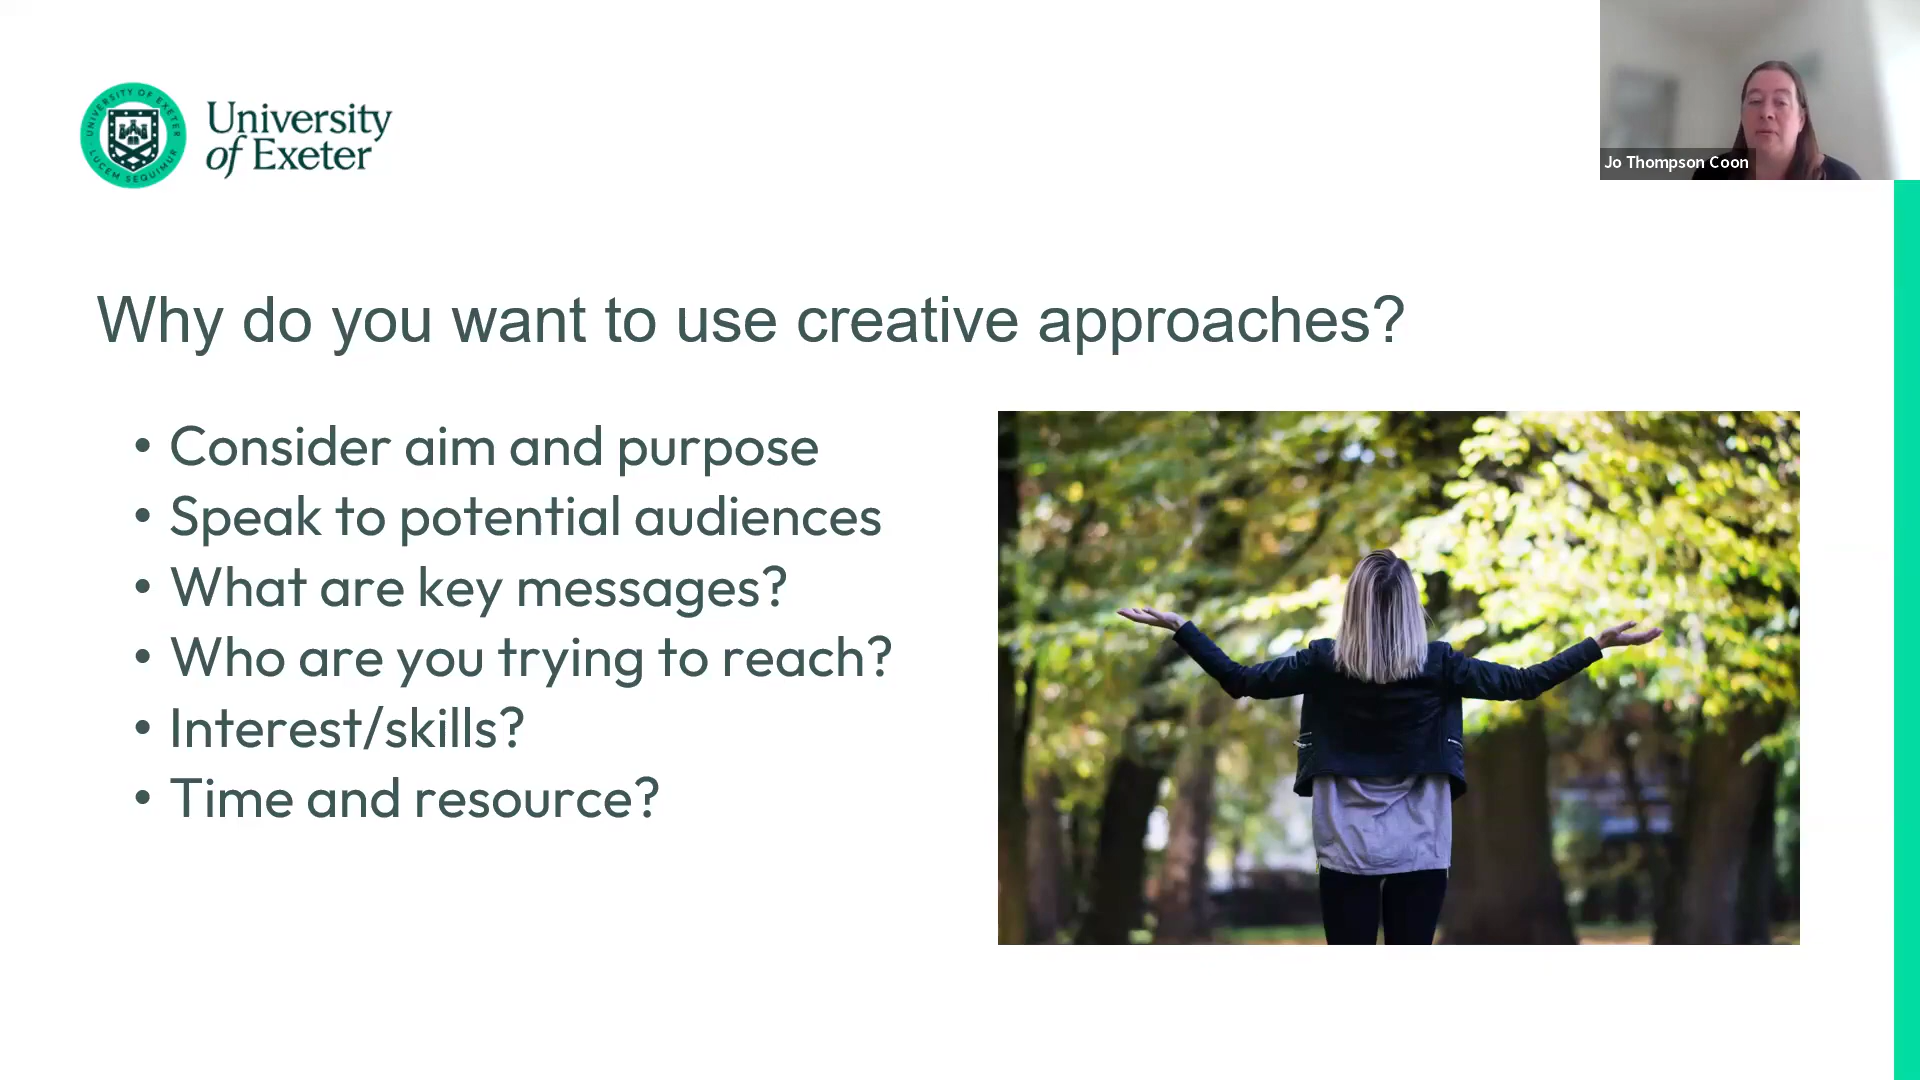 UNIVERSITY OF EXETER
LUCEM SEQUIMUR
University
of Exeter
Jo Thompson Coon
Why do you want to use creative approaches?
• Consider aim and purpose
• Speak to potential audiences
• What are key messages?
• Who are you trying to reach?
• Interest/skills?
• Time and resource?